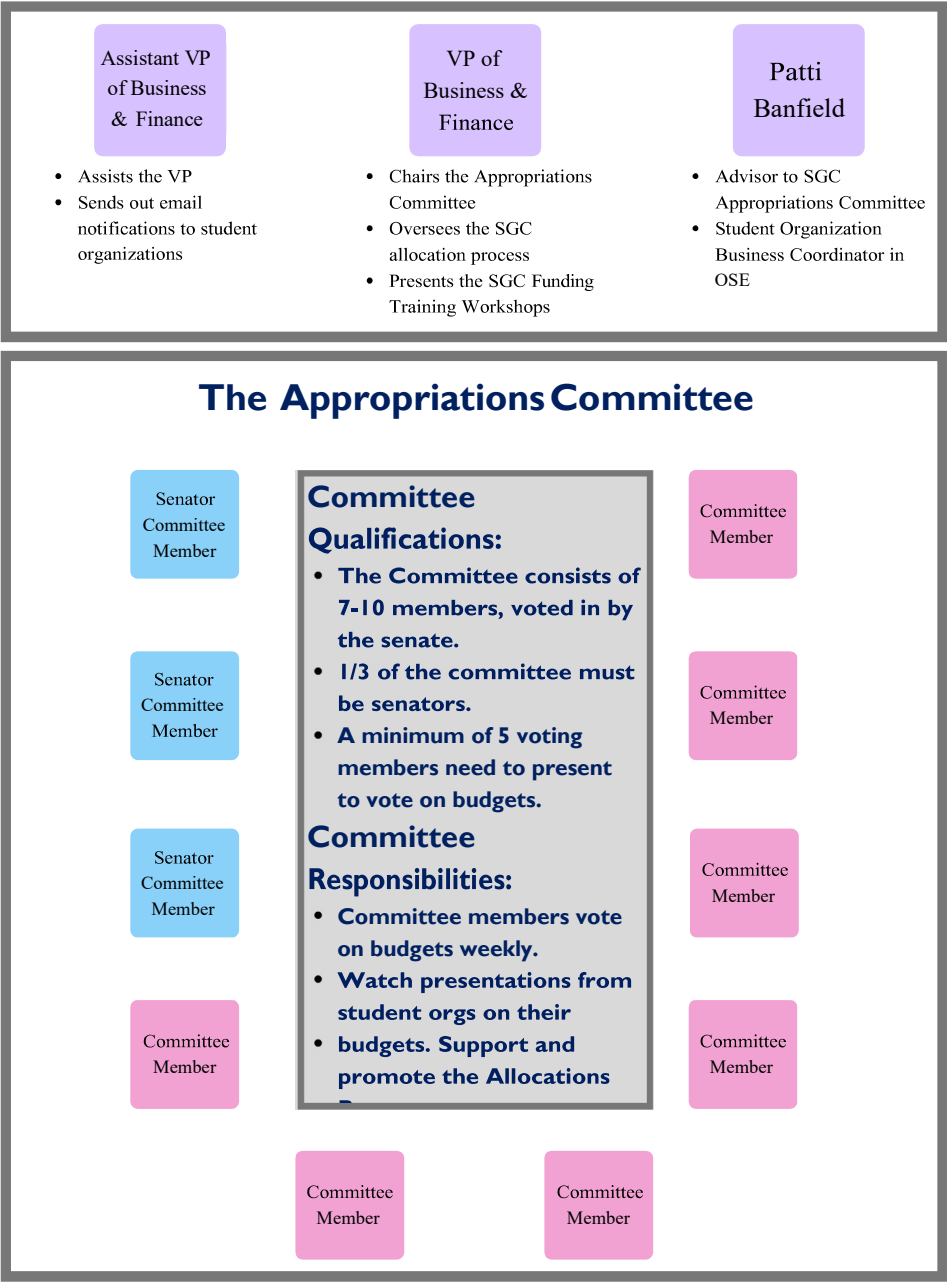 Assistant VP
of Business
& Finance
• Assists the VP
• Sends out email
notifications to student
organizations
VP of
Business &
Finance
• Chairs the Appropriations
Committee
• Oversees the SGC
allocation process
• Presents the SGC Funding
Training Workshops
Patti
Banfield
• Advisor to SGC
Appropriations Committee
• Student Organization
Business Coordinator in
OSE
The Appropriations Committee
Senator
Committee
Member
Senator
Committee
Member
Senator
Committee
Member
Committee
Member
Committee
Qualifications:
• The Committee consists of
7-10 members, voted in by
the senate.
• 1/3 of the committee must
be senators.
• A minimum of 5 voting
members need to present
to vote on budgets.
Committee
Responsibilities:
• Committee members vote
on budgets weekly.
• Watch presentations from
student orgs on their
• budgets. Support and
promote the Allocations
Committee
Member
Committee
Member
Committee
Member
Committee
Member
Committee
Member
Committee
Member